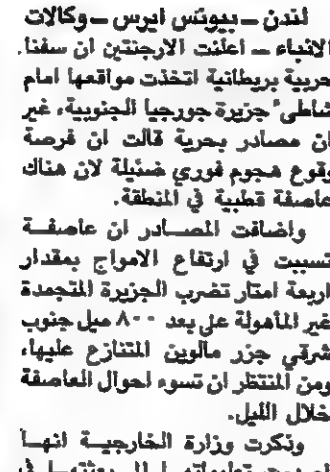 لندن ـ بيونس ايرس ـ وكالات
الانباء ـ اعلنت الارجنتين ان سفنا
حربية بريطانية اتخذت مواقعها امام
شاطىء جزيرة جورجيا الجنوبية، غير
ان مصادر بحرية قالت ان فرصة
وقوع هجوم فوري ضئيلة لان هناك
عاصفة قطبية في المنطقة.
واضافت المصادر ان عاصفة
تسببت في ارتفاع الامواج بمقدار
اربعة امتار تضرب الجزيرة المتجمدة
غير المأهولة على بعد ٨٠٠ ميل جنوب
شرقي جزر مالوين المتنازع عليها،
ومن المنتظر ان تسوء احوال العاصفة
خلال الليل.
وذكرت وزارة الخارجية انها